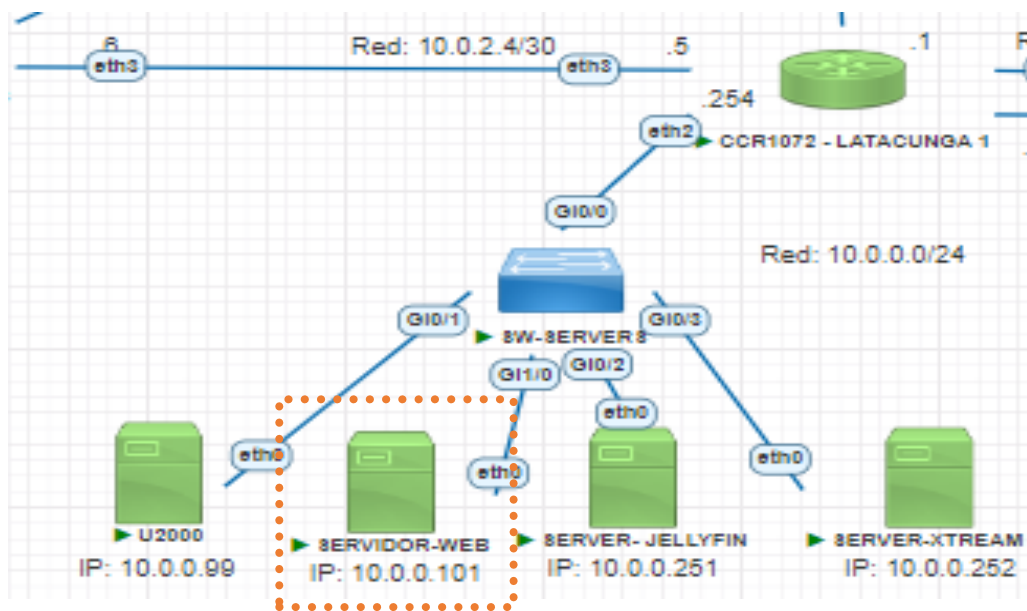 .6
Red: 10.0.2.4/30
.5
.1
eth3
eth3
.254
eth2
CCR1072 - LATACUNGA 1
Gi0/0
Red: 10.0.0.0/24
Gi0/1
Gi0/3
SW-SERVERS
Gi1/0
Gi0/2
eth0
eth0
eth0
eth0
U2000
SERVIDOR-WEB
SERVER- JELLYFIN
SERVER-XTREAM
IP: 10.0.0.99
IP: 10.0.0.101
IP: 10.0.0.251
IP: 10.0.0.252